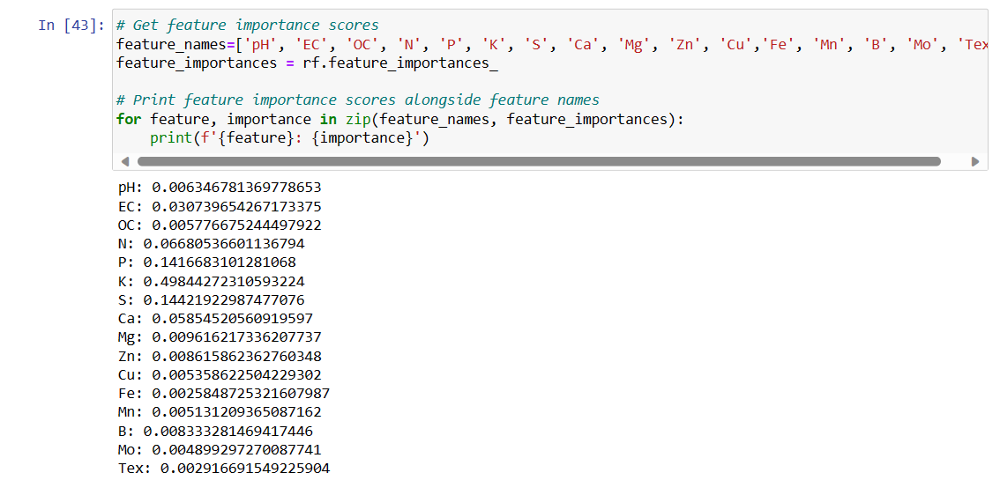 In [43]: # Get feature importance scores
feature_names=['pH', 'EC', 'OC', 'N', 'P', 'K', 'S', 'Ca', 'Mg', 'Zn', 'Cu','Fe', 'Mn', 'B', 'Mo', 'Tex
feature_importances = rf.feature_importances_
# Print feature importance scores alongside feature names
for feature, importance in zip(feature_names, feature_importances):
    print(f'{feature}: {importance}')
pH: 0.006346781369778653
EC: 0.030739654267173375
OC: 0.005776675244497922
N: 0.06680536601136794
P: 0.1416683101281068
K: 0.49844272310593224
S: 0.14421922987477076
Ca: 0.05854520560919597
Mg: 0.009616217336207737
Zn: 0.008615862362760348
Cu: 0.005358622504229302
Fe: 0.0025848725321607987
Mn: 0.005131209365087162
B: 0.008333281469417446
Mo: 0.004899297270087741
Tex: 0.002916691549225904